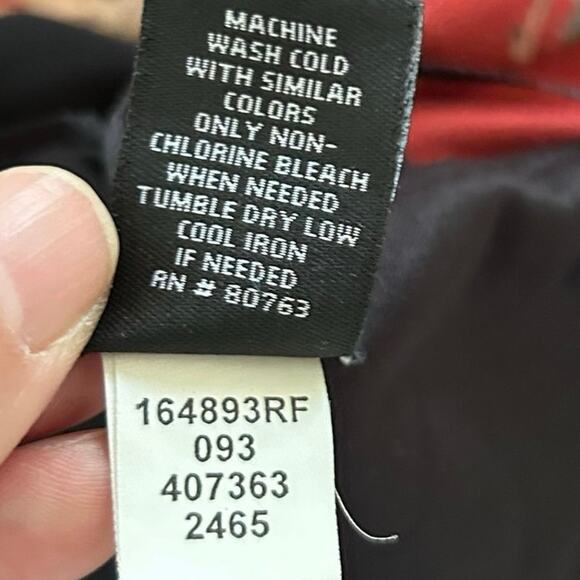 MACHINE
WASH COLD
WITH SIMILAR
COLORS
ONLY NON-
CHLORINE BLEACH
WHEN NEEDED
TUMBLE DRY LOW
COOL IRON
IF NEEDED
RN # 80763
164893RF
093
407363
2465